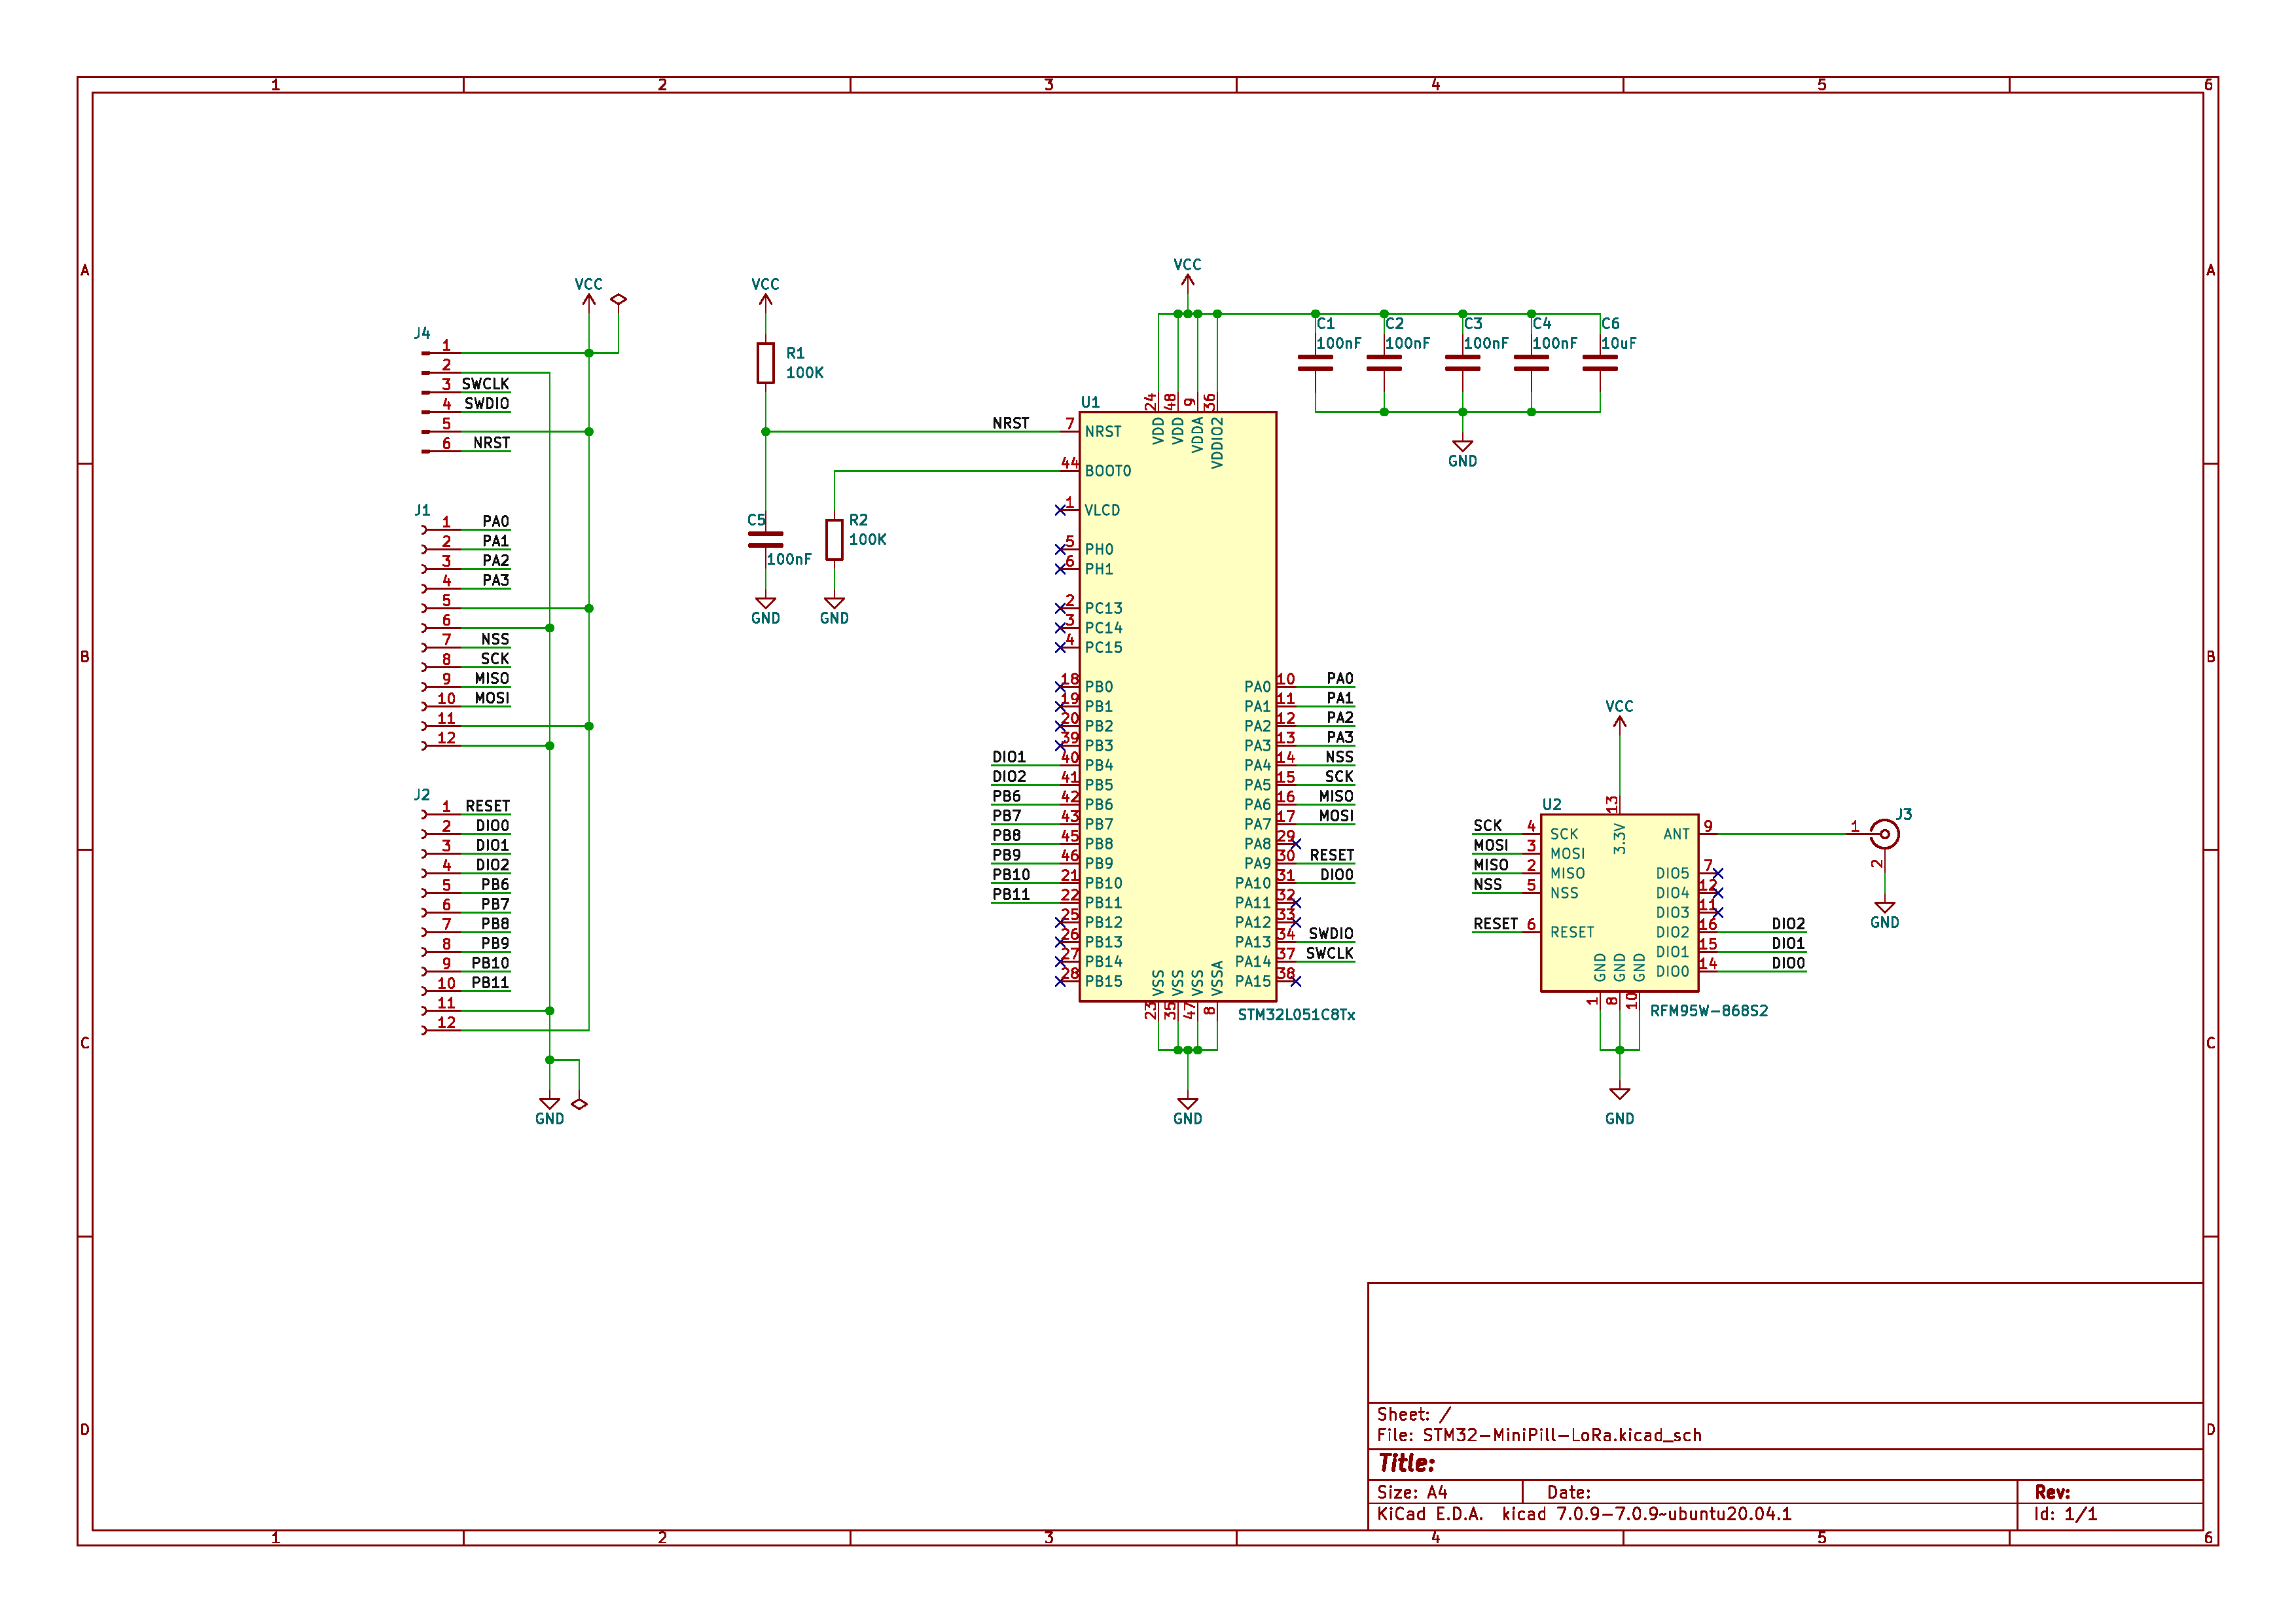 1 2 3 4 5 6
A A
B B
C C
D D
VCC
J4
1
2
3 SWCLK
4 SWDIO
5
6 NRST
J1
1 PA0
2 PA1
3 PA2
4 PA3
5
6
7 NSS
8 SCK
9 MISO
10 MOSI
11
12
J2
1 RESET
2 DIO0
3 DIO1
4 DIO2
5 PB6
6 PB7
7 PB8
8 PB9
9 PB10
10 PB11
11
12
GND
VCC
R1
100K
C5
100nF
R2
100K
GND GND
VCC
C1 C2 C3 C4 C6
100nF 100nF 100nF 100nF 10uF
GND
U1
24 48 9 36
VDD VDD VDDA VDDIO2
NRST 7 NRST
44 BOOT0
1 VLCD
5 PH0
6 PH1
2 PC13
3 PC14
4 PC15
18 PB0
19 PB1
20 PB2
39 PB3
DIO1 40 PB4
DIO2 41 PB5
PB6 42 PB6
PB7 43 PB7
PB8 45 PB8
PB9 46 PB9
PB10 21 PB10
PB11 22 PB11
25 PB12
26 PB13
27 PB14
28 PB15
PA0 10 PA0
PA1 11 PA1
PA2 12 PA2
PA3 13 PA3
PA4 14 NSS
PA5 15 SCK
PA6 16 MISO
PA7 17 MOSI
PA8 29
PA9 30 RESET
PA10 31 DIO0
PA11 32
PA12 33
PA13 34 SWDIO
PA14 37 SWCLK
PA15 38
VSS VSS VSS VSSA
23 35 47 8
STM32L051C8Tx
GND
VCC
U2
13
3.3V
SCK 4 SCK
MOSI 3 MOSI
MISO 2 MISO
NSS 5 NSS
RESET 6 RESET
ANT 9
DIO5 7
DIO4 12
DIO3 11
DIO2 16 DIO2
DIO1 15 DIO1
DIO0 14 DIO0
GND GND GND
1 8 10
RFM95W-868S2
GND
1 J3
2
GND
Sheet: /
File: STM32-MiniPill-LoRa.kicad_sch
Title:
Size: A4 Date: Rev:
KiCad E.D.A. kicad 7.0.9-7.0.9~ubuntu20.04.1 Id: 1/1
1 2 3 4 5 6